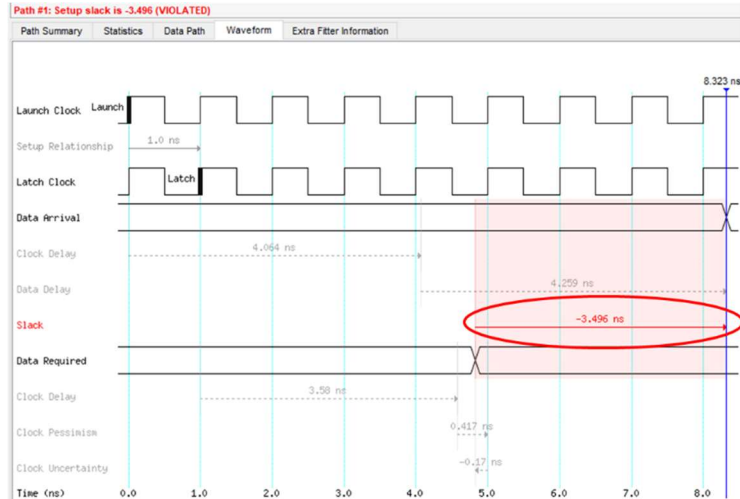 Path #1: Setup slack is -3.496 (VIOLATED)
Path Summary Statistics Data Path Waveform Extra Fitter Information
8.323 ns
Launch Clock Launch
Setup Relationship 1.0 ns
Latch Clock Latch
Data Arrival
Clock Delay 4.064 ns
Data Delay 4.259 ns
Slack -3.496 ns
Data Required
Clock Delay 3.58 ns
Clock Pessimism 0.417 ns
Clock Uncertainty -0.17 ns
Time (ns) 0.0 1.0 2.0 3.0 4.0 5.0 6.0 7.0 8.0